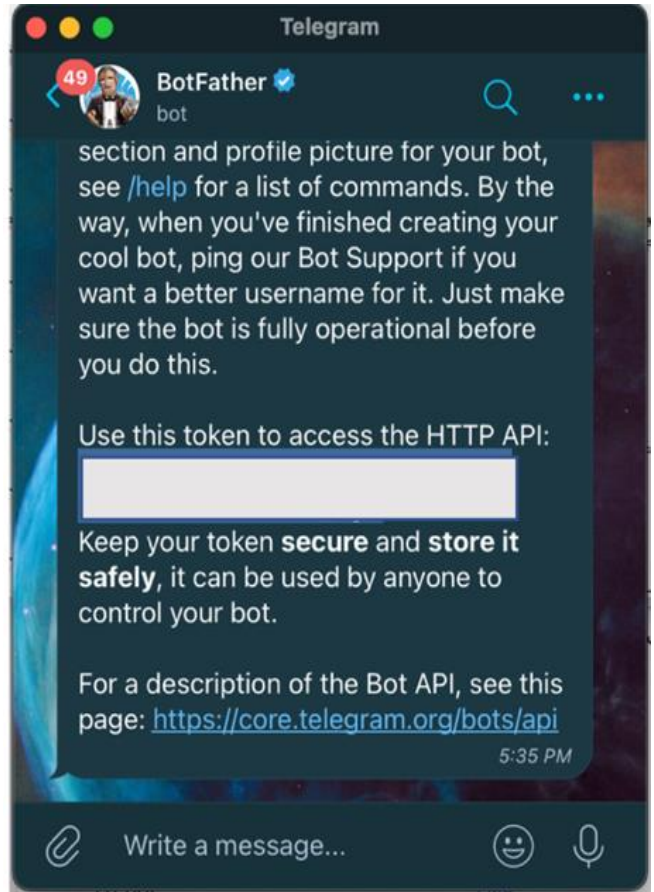 Telegram
49
BotFather
bot
section and profile picture for your bot,
see /help for a list of commands. By the
way, when you've finished creating your
cool bot, ping our Bot Support if you
want a better username for it. Just make
sure the bot is fully operational before
you do this.
Use this token to access the HTTP API:
Keep your token secure and store it
safely, it can be used by anyone to
control your bot.
For a description of the Bot API, see this
page: https://core.telegram.org/bots/api
5:35 PM
Write a message...